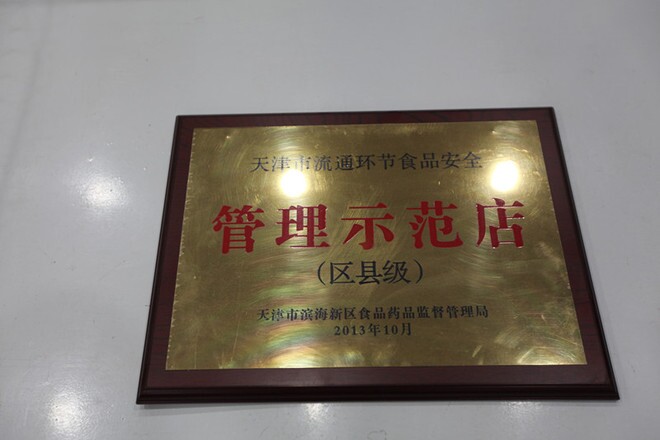 天津市流通环节食品安全
管理示范店
（区县级）
天津市滨海新区食品药品监督管理局
2013年10月